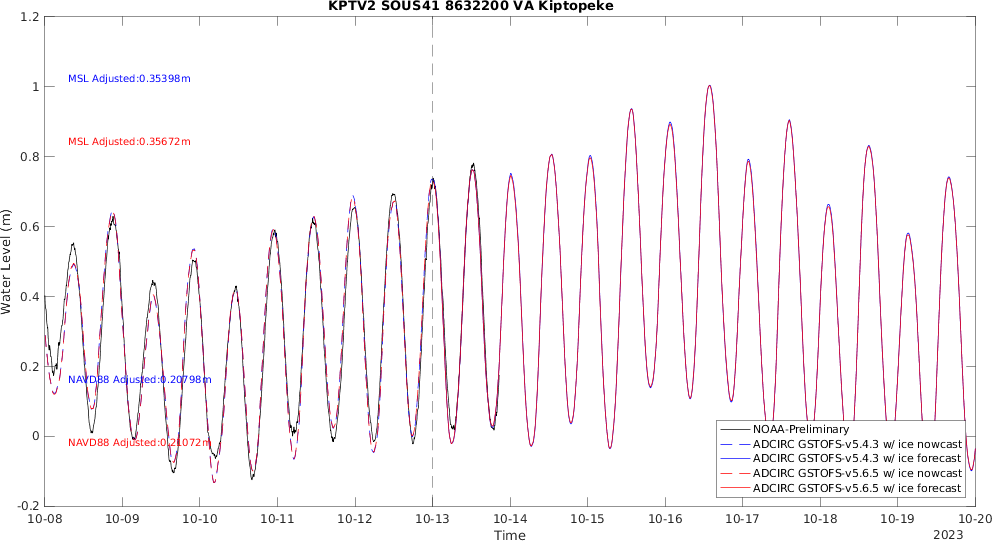 KPTV2 SOUS41 8632200 VA Kiptopeke
1.2
1
0.8
0.6
0.4
0.2
0
-0.2
Water Level (m)
MSL Adjusted:0.35398m
MSL Adjusted:0.35672m
NAVD88 Adjusted:0.20798m
NAVD88 Adjusted:0.21072m
NOAA-Preliminary
ADCIRC GSTOFS-v5.4.3 w/ ice nowcast
ADCIRC GSTOFS-v5.4.3 w/ ice forecast
ADCIRC GSTOFS-v5.6.5 w/ ice nowcast
ADCIRC GSTOFS-v5.6.5 w/ ice forecast
10-08 10-09 10-10 10-11 10-12 10-13 10-14 10-15 10-16 10-17 10-18 10-19 10-20
Time
2023